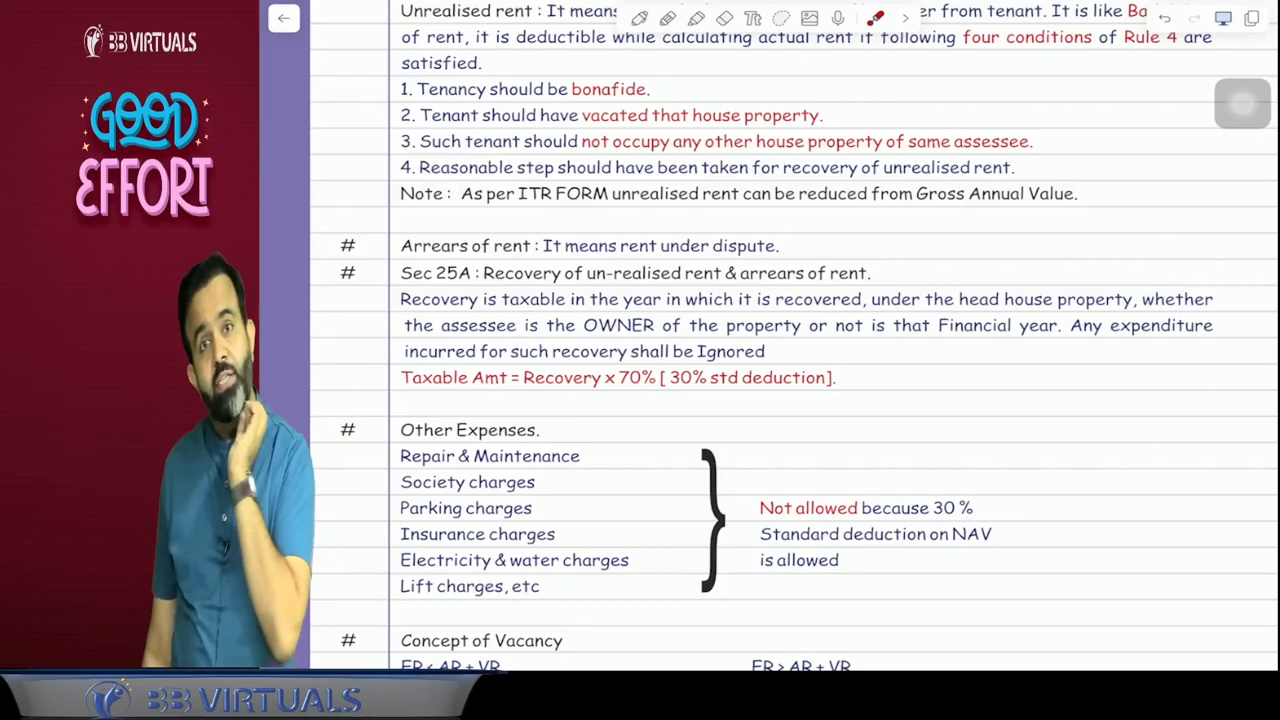 BB VIRTUALS
GOOD
EFFORT
Unrealised rent : It means er from tenant. It is like Ba
of rent, it is deductible while calculating actual rent if following four conditions of Rule 4 are
satisfied.
1. Tenancy should be bonafide.
2. Tenant should have vacated that house property.
3. Such tenant should not occupy any other house property of same assessee.
4. Reasonable step should have been taken for recovery of unrealised rent.
Note : As per ITR FORM unrealised rent can be reduced from Gross Annual Value.
# Arrears of rent : It means rent under dispute.
# Sec 25A : Recovery of un-realised rent & arrears of rent.
Recovery is taxable in the year in which it is recovered, under the head house property, whether
the assessee is the OWNER of the property or not is that Financial year. Any expenditure
incurred for such recovery shall be Ignored
Taxable Amt = Recovery x 70% [ 30% std deduction].
# Other Expenses.
Repair & Maintenance
Society charges
Parking charges
Insurance charges
Electricity & water charges
Lift charges, etc
Not allowed because 30 %
Standard deduction on NAV
is allowed
# Concept of Vacancy
ER < AR + VR ER > AR + VR
BB VIRTUALS